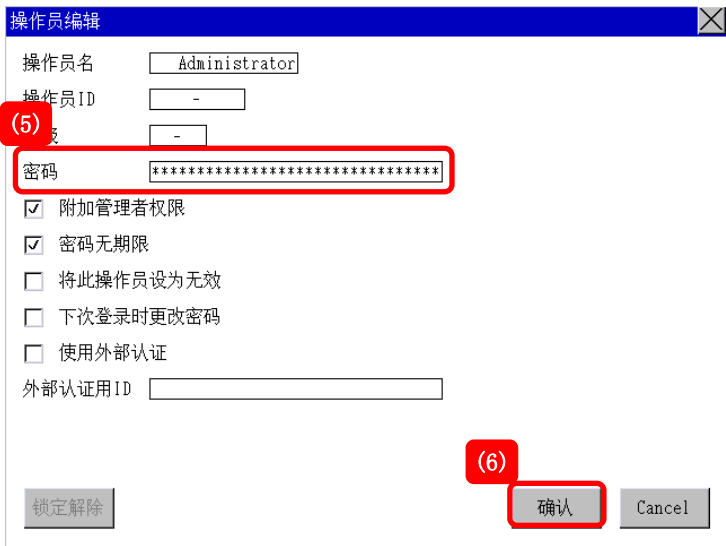 操作员编辑
操作员名 Administrator
操作员ID -
(5)
级 -
密码 ********************************
附加管理者权限
密码无期限
将此操作员设为无效
下次登录时更改密码
使用外部认证
外部认证用ID
(6)
锁定解除 确认 Cancel